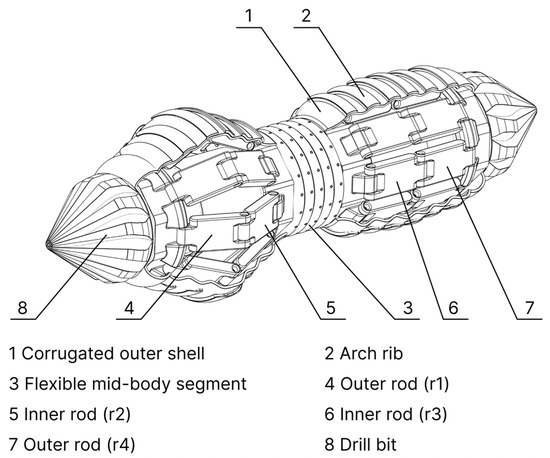 1 2
8 4 5 3 6 7
1 Corrugated outer shell
2 Arch rib
3 Flexible mid-body segment
4 Outer rod (r1)
5 Inner rod (r2)
6 Inner rod (r3)
7 Outer rod (r4)
8 Drill bit